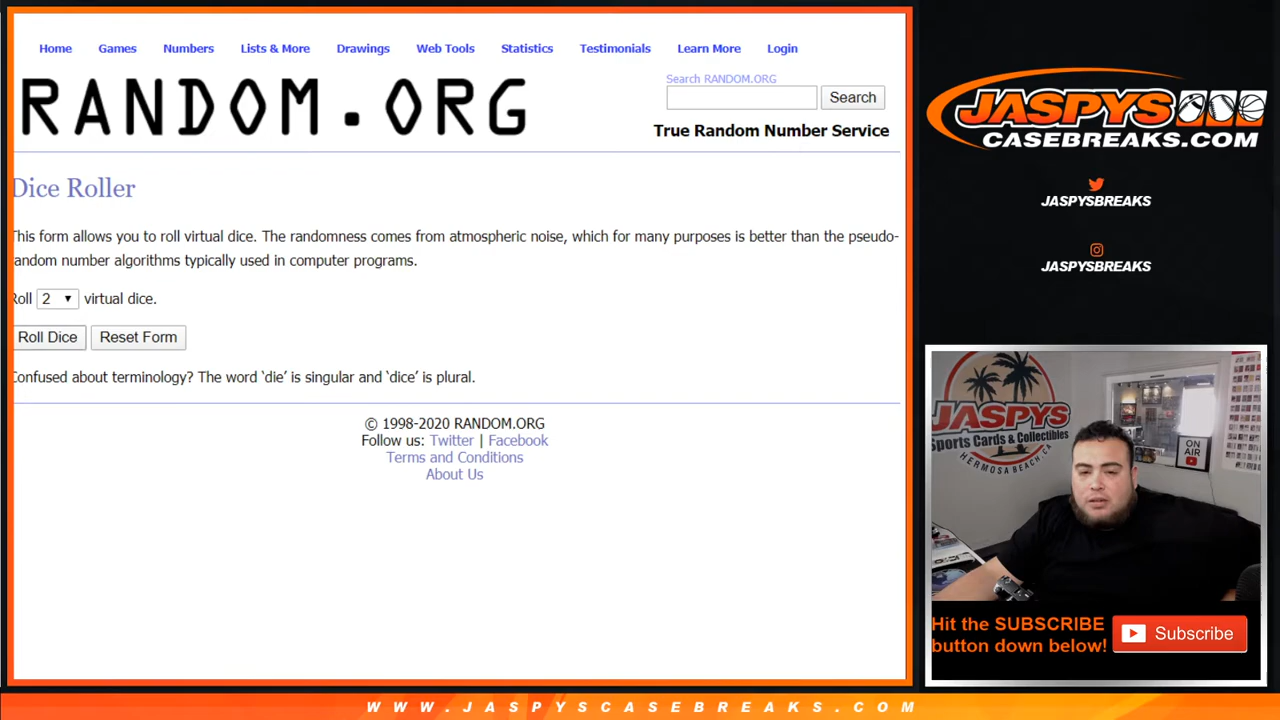 Home Games Numbers Lists & More Drawings Web Tools Statistics Testimonials Learn More Login
RANDOM.ORG
Search RANDOM.ORG
Search
True Random Number Service
Dice Roller
This form allows you to roll virtual dice. The randomness comes from atmospheric noise, which for many purposes is better than the pseudo-
random number algorithms typically used in computer programs.
Roll 2 virtual dice.
Roll Dice Reset Form
Confused about terminology? The word ‘die’ is singular and ‘dice’ is plural.
© 1998-2020 RANDOM.ORG
Follow us: Twitter | Facebook
Terms and Conditions
About Us
JASPYS
CASEBREAKS.COM
JASPYSBREAKS
JASPYSBREAKS
JASPYS
Sports Cards & Collectibles
HERMOSA BEACH, CA
ON
AIR
Hit the SUBSCRIBE
button down below!
Subscribe
WWW.JASPYSCASEBREAKS.COM